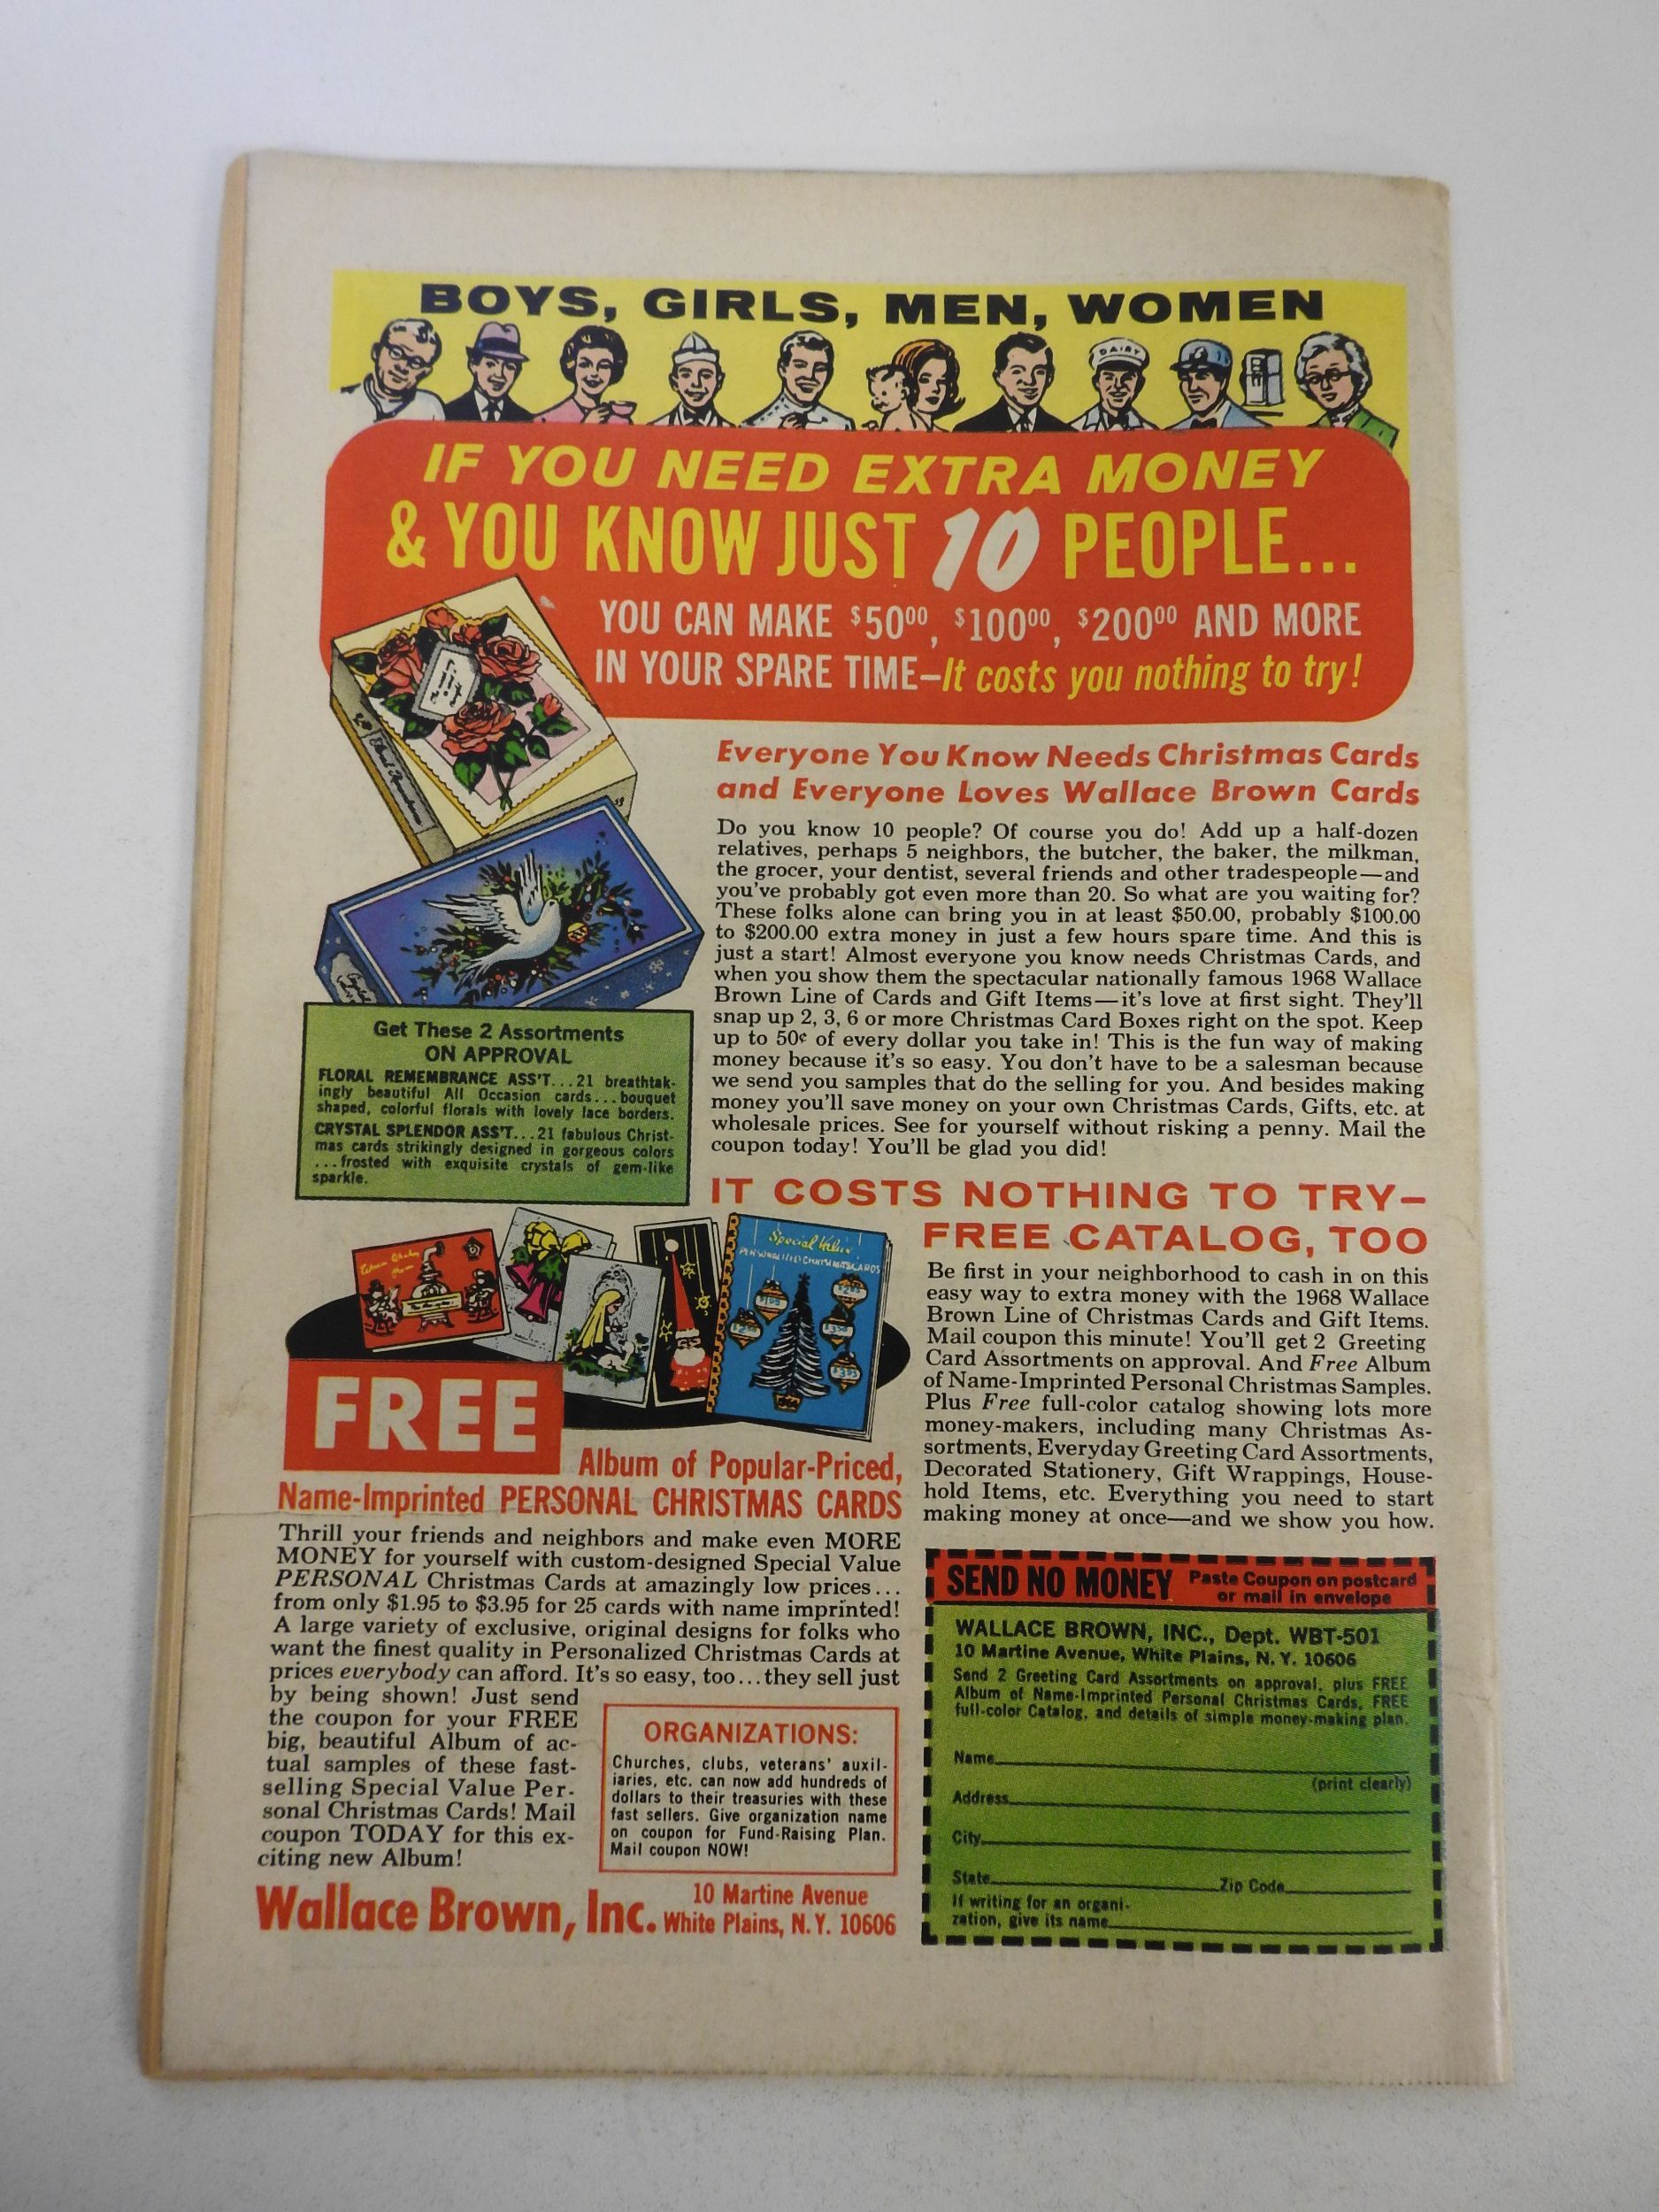 BOYS, GIRLS, MEN, WOMEN
DAIRY
IF YOU NEED EXTRA MONEY
& YOU KNOW JUST 10 PEOPLE...
YOU CAN MAKE $50⁰⁰, $100⁰⁰, $200⁰⁰ AND MORE
IN YOUR SPARE TIME—It costs you nothing to try!
Everyone You Know Needs Christmas Cards
and Everyone Loves Wallace Brown Cards
Do you know 10 people? Of course you do! Add up a half-dozen
relatives, perhaps 5 neighbors, the butcher, the baker, the milkman,
the grocer, your dentist, several friends and other tradespeople—and
you've probably got even more than 20. So what are you waiting for?
These folks alone can bring you in at least $50.00, probably $100.00
to $200.00 extra money in just a few hours spare time. And this is
just a start! Almost everyone you know needs Christmas Cards, and
when you show them the spectacular nationally famous 1968 Wallace
Brown Line of Cards and Gift Items—it's love at first sight. They'll
snap up 2, 3, 6 or more Christmas Card Boxes right on the spot. Keep
up to 50¢ of every dollar you take in! This is the fun way of making
money because it's so easy. You don't have to be a salesman because
we send you samples that do the selling for you. And besides making
money you'll save money on your own Christmas Cards, Gifts, etc. at
wholesale prices. See for yourself without risking a penny. Mail the
coupon today! You'll be glad you did!
Get These 2 Assortments
ON APPROVAL
FLORAL REMEMBRANCE ASS'T...21 breathtak-
ingly beautiful All Occasion cards...bouquet
shaped, colorful florals with lovely lace borders.
CRYSTAL SPLENDOR ASS'T...21 fabulous Christ-
mas cards strikingly designed in gorgeous colors
...frosted with exquisite crystals of gem-like
sparkle.
IT COSTS NOTHING TO TRY—
FREE CATALOG, TOO
Be first in your neighborhood to cash in on this
easy way to extra money with the 1968 Wallace
Brown Line of Christmas Cards and Gift Items.
Mail coupon this minute! You'll get 2 Greeting
Card Assortments on approval. And Free Album
of Name-Imprinted Personal Christmas Samples.
Plus Free full-color catalog showing lots more
money-makers, including many Christmas As-
sortments, Everyday Greeting Card Assortments,
Decorated Stationery, Gift Wrappings, House-
hold Items, etc. Everything you need to start
making money at once—and we show you how.
Special Value
PERSONALIZED CHRISTMAS CARDS
FREE
Album of Popular-Priced,
Name-Imprinted PERSONAL CHRISTMAS CARDS
Thrill your friends and neighbors and make even MORE
MONEY for yourself with custom-designed Special Value
PERSONAL Christmas Cards at amazingly low prices...
from only $1.95 to $3.95 for 25 cards with name imprinted!
A large variety of exclusive, original designs for folks who
want the finest quality in Personalized Christmas Cards at
prices everybody can afford. It's so easy, too...they sell just
by being shown! Just send
the coupon for your FREE
big, beautiful Album of ac-
tual samples of these fast-
selling Special Value Per-
sonal Christmas Cards! Mail
coupon TODAY for this ex-
citing new Album!
ORGANIZATIONS:
Churches, clubs, veterans' auxil-
iaries, etc. can now add hundreds of
dollars to their treasuries with these
fast sellers. Give organization name
on coupon for Fund-Raising Plan.
Mail coupon NOW!
Wallace Brown, Inc.
10 Martine Avenue
White Plains, N.Y. 10606
SEND NO MONEY
Paste Coupon on postcard
or mail in envelope
WALLACE BROWN, INC., Dept. WBT-501
10 Martine Avenue, White Plains, N. Y. 10606
Send 2 Greeting Card Assortments on approval, plus FREE
Album of Name-Imprinted Personal Christmas Cards, FREE
full-color Catalog, and details of simple money-making plan.
Name
(print clearly)
Address
City
State Zip Code
If writing for an organi-
zation, give its name